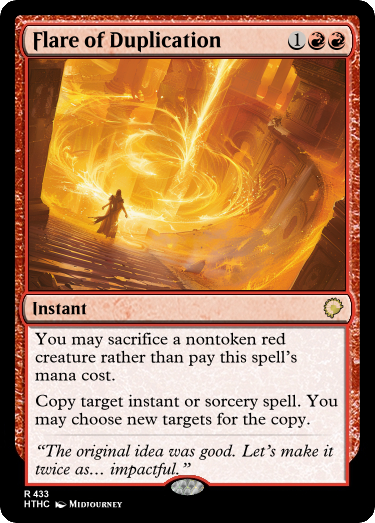 Flare of Duplication 1
Instant
You may sacrifice a nontoken red
creature rather than pay this spell's
mana cost.
Copy target instant or sorcery spell. You
may choose new targets for the copy.
"The original idea was good. Let's make it
twice as… impactful."
R 433
HTHC Midjourney